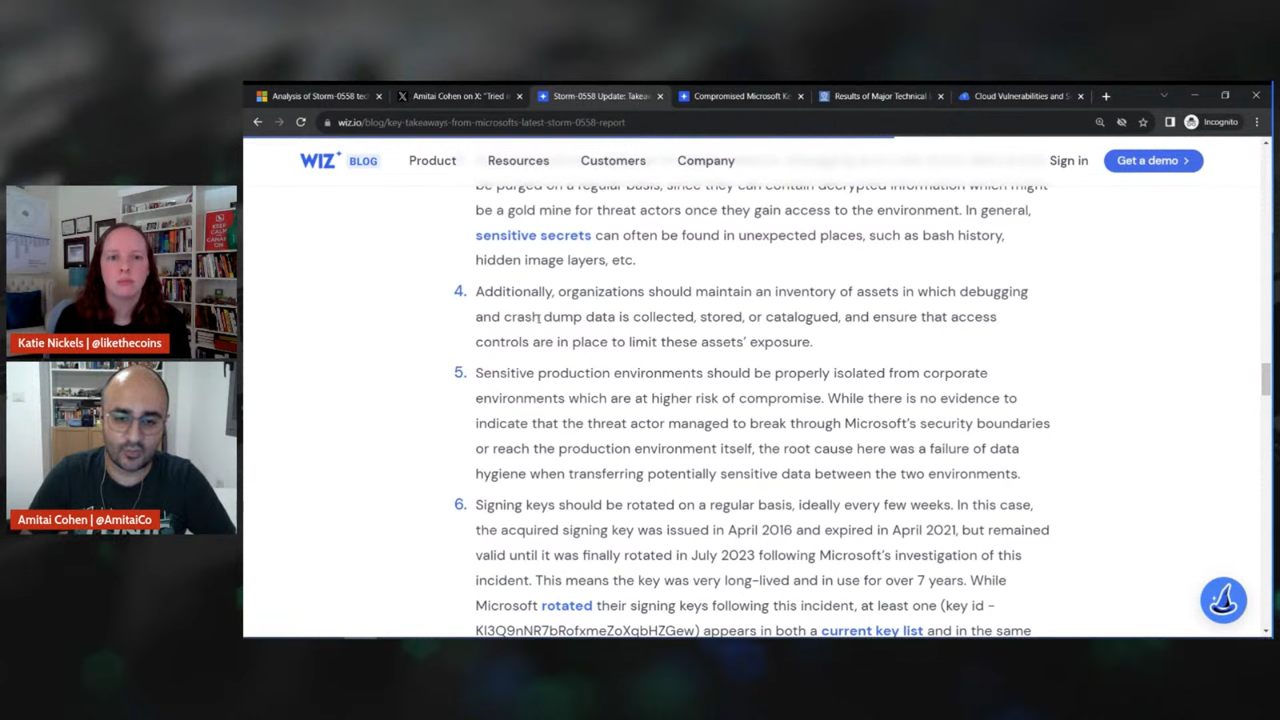 Analysis of Storm-0558 tec
Amitai Cohen on X: "Tried
Storm-0558 Update: Takea
Compromised Microsoft Ke
Results of Major Technical
Cloud Vulnerabilities and S
Incognito
wiz.io/blog/key-takeaways-from-microsofts-latest-storm-0558-report
WIZ BLOG
Product
Resources
Customers
Company
Sign in
Get a demo
be purged on a regular basis, since they can contain decrypted information which might
be a gold mine for threat actors once they gain access to the environment. In general,
sensitive secrets can often be found in unexpected places, such as bash history,
hidden image layers, etc.
4. Additionally, organizations should maintain an inventory of assets in which debugging
and crash dump data is collected, stored, or catalogued, and ensure that access
controls are in place to limit these assets' exposure.
5. Sensitive production environments should be properly isolated from corporate
environments which are at higher risk of compromise. While there is no evidence to
indicate that the threat actor managed to break through Microsoft's security boundaries
or reach the production environment itself, the root cause here was a failure of data
hygiene when transferring potentially sensitive data between the two environments.
6. Signing keys should be rotated on a regular basis, ideally every few weeks. In this case,
the acquired signing key was issued in April 2016 and expired in April 2021, but remained
valid until it was finally rotated in July 2023 following Microsoft's investigation of this
incident. This means the key was very long-lived and in use for over 7 years. While
Microsoft rotated their signing keys following this incident, at least one (key id -
KI3Q9nNR7bRofxmeZoXqbHZGew) appears in both a current key list and in the same
KEEP
CALM
Katie Nickels | @likethecoins
Amitai Cohen | @AmitaiCo